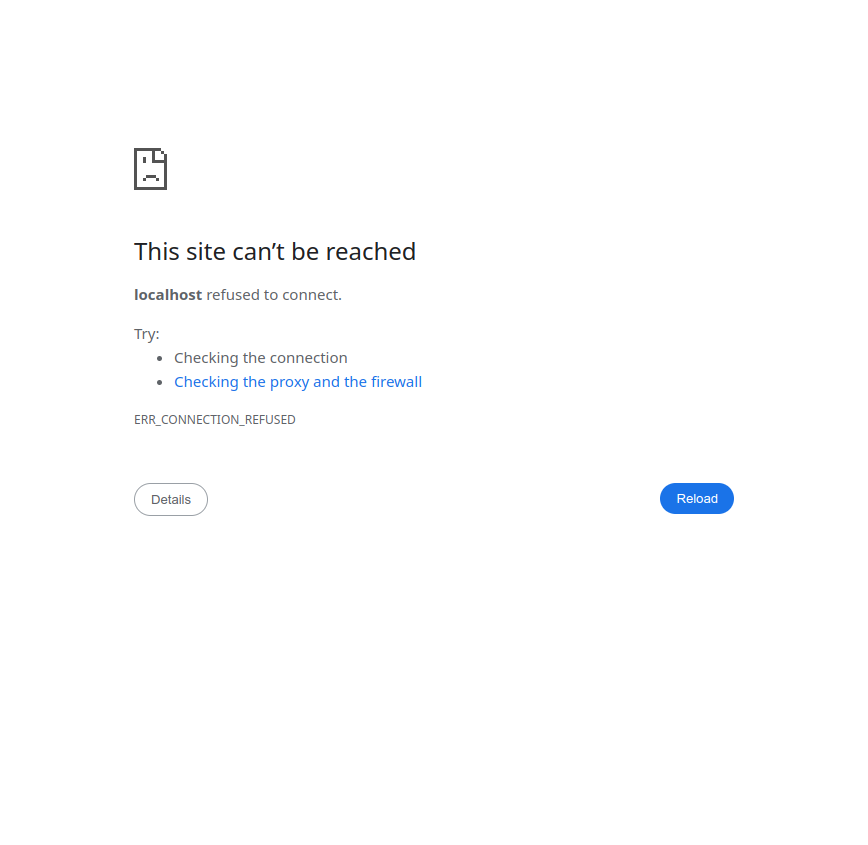 This site can’t be reached
localhost refused to connect.
Try:
Checking the connection
Checking the proxy and the firewall
ERR_CONNECTION_REFUSED
Details
Reload